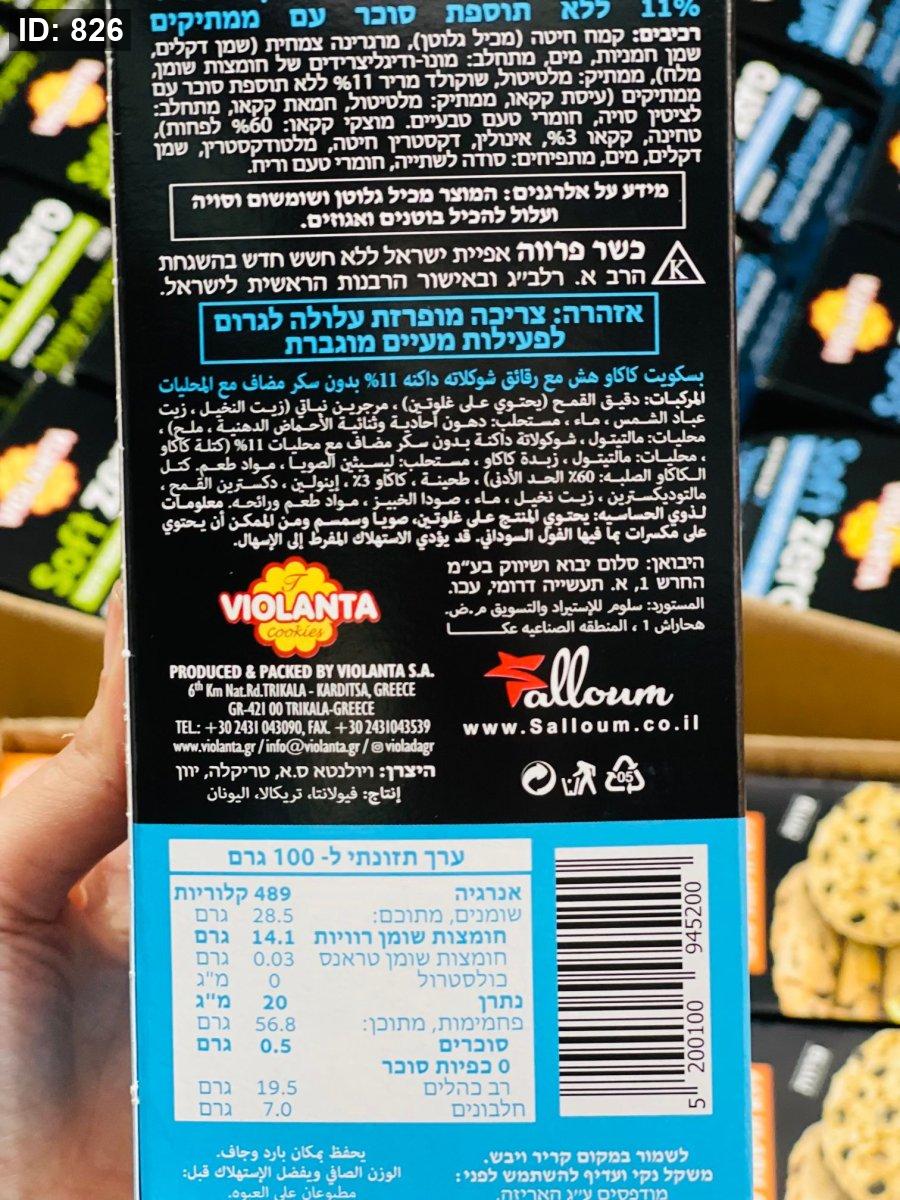 ID: 826
11% ללא תוספת סוכר עם ממתיקים
רכיבים: קמח חיטה (מכיל גלוטן), מרגרינה צמחית (שמן דקלים,
שמן חמניות, מים, מתחלב: מונו-דיגליצרידים של חומצות שומן,
מלח), ממתיק: מלטיטול, שוקולד מריר 11% ללא תוספת סוכר עם
ממתיקים (עיסת קקאו, ממתיק: מלטיטול, חמאת קקאו, מתחלב:
לציטין סויה, חומרי טעם טבעיים. מוצקי קקאו: 60% לפחות),
טחינה, קקאו 3%, אינולין, דקסטרין חיטה, מלטודקסטרין, שמן
דקלים, מים, מתפיחים: סודה לשתייה, חומרי טעם וריח.
מידע על אלרגנים: המוצר מכיל גלוטן ושומשום וסויה
ועלול להכיל בוטנים ואגוזים.
K
כשר פרווה אפיית ישראל ללא חשש חדש בהשגחת
הרב א. רלב״ג ובאישור הרבנות הראשית לישראל.
אזהרה: צריכה מופרזת עלולה לגרום
לפעילות מעיים מוגברת
بسكويت كاكاو هش مع رقائق شوكلاته داكنه 11% بدون سكر مضاف مع المحليات
المركبات: دقيق القمح (يحتوي على غلوتين) ، مرجرين نباتي (زيت النخيل ، زيت
عباد الشمس ، ماء ، مستحلب: دهون أحادية وثنائية الأحماض الدهنية ، ملح) ،
محليات: مالتيتول ، شوكولاتة داكنة بدون سكر مضاف مع محليات 11% (كتلة كاكاو
، محليات: مالتيتول ، زبدة كاكاو ، مستحلب: ليسيثين الصويا ، مواد طعم. كتل
الكاكاو الصلبه: 60% الحد الأدنى) ، طحينة ، كاكاو 3% ، إينولين ، دكسترين القمح ،
مالتوديكسترين ، زيت نخيل ، ماء ، صودا الخبيز ، مواد طعم ورائحه. معلومات
لذوي الحساسيه: يحتوي المنتج على غلوتين، صويا وسمسم ومن الممكن أن يحتوي
على مكسرات بما فيها الفول السوداني. قد يؤدي الاستهلاك المفرط إلى الإسهال.
היבואן: סלום יבוא ושיווק בע״מ
החרש 1, א. תעשייה דרומי, עכו.
المستورد: سلوم للإستيراد والتسويق م.ض.
هحاراش 1 ، المنطقه الصناعيه عكا
VIOLANTA
cookies
PRODUCED & PACKED BY VIOLANTA S.A.
6th Km Nat.Rd.TRIKALA - KARDITSA, GREECE
GR-421 00 TRIKALA-GREECE
TEL: +30 2431 043090, FAX. +30 2431043539
www.violanta.gr / info@violanta.gr / violadagr
היצרן: ויולנטא ס.א, טריקלה, יוון
إنتاج: فيولانتا، تريكالا، اليونان
Salloum
www.Salloum.co.il
05
ערך תזונתי ל- 100 גרם
אנרגיה 489 קלוריות
שומנים, מתוכם: 28.5 גרם
חומצות שומן רוויות 14.1 גרם
חומצות שומן טראנס 0.03 גרם
כולסטרול 0 מ"ג
נתרן 20 מ"ג
פחמימות, מתוכן: 56.8 גרם
סוכרים 0.5 גרם
0 כפיות סוכר
רב כהלים 19.5 גרם
חלבונים 7.0 גרם
5 200100 945200
לשמור במקום קריר ויבש.
משקל נקי ועדיף להשתמש לפני:
מודפסים ע״ג האריזה.
يحفظ بمكان بارد وجاف.
الوزن الصافي ويفضل الإستهلاك قبل:
مطبوعان على العبوه.
VIOLANTA
Soft
ZERO